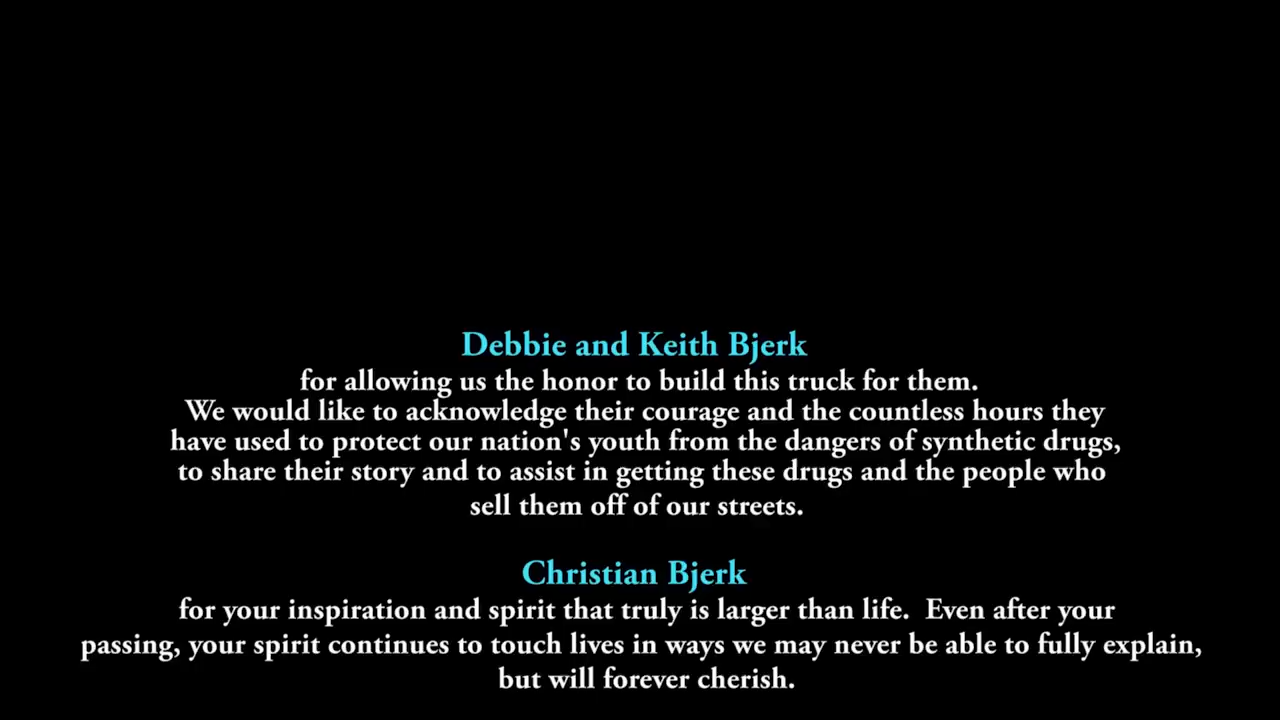 Debbie and Keith Bjerk
for allowing us the honor to build this truck for them.
We would like to acknowledge their courage and the countless hours they
have used to protect our nation's youth from the dangers of synthetic drugs,
to share their story and to assist in getting these drugs and the people who
sell them off of our streets.
Christian Bjerk
for your inspiration and spirit that truly is larger than life.  Even after your
passing, your spirit continues to touch lives in ways we may never be able to fully explain,
but will forever cherish.